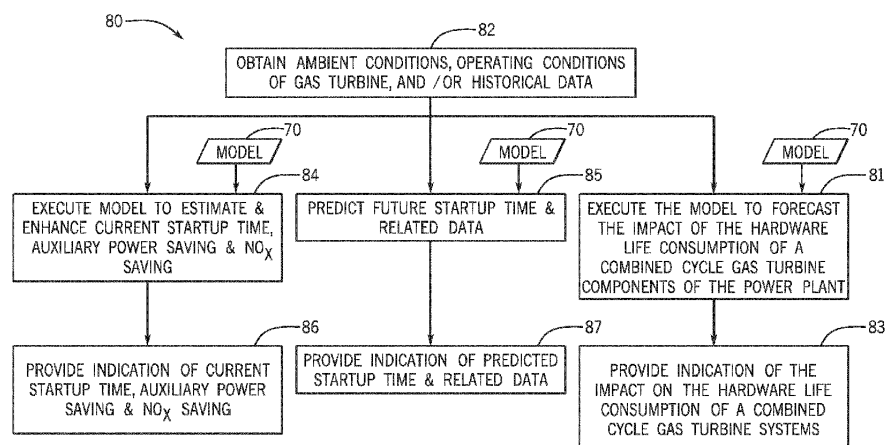 80
82
OBTAIN AMBIENT CONDITIONS, OPERATING CONDITIONS
OF GAS TURBINE, AND /OR HISTORICAL DATA
70
MODEL
84
EXECUTE MODEL TO ESTIMATE &
ENHANCE CURRENT STARTUP TIME,
AUXILIARY POWER SAVING & NOX
SAVING
70
MODEL
85
PREDICT FUTURE STARTUP TIME &
RELATED DATA
70
MODEL
81
EXECUTE THE MODEL TO FORECAST
THE IMPACT OF THE HARDWARE
LIFE CONSUMPTION OF A
COMBINED CYCLE GAS TURBINE
COMPONENTS OF THE POWER PLANT
86
PROVIDE INDICATION OF CURRENT
STARTUP TIME, AUXILIARY POWER
SAVING & NOX SAVING
87
PROVIDE INDICATION OF PREDICTED
STARTUP TIME & RELATED DATA
83
PROVIDE INDICATION OF THE
IMPACT ON THE HARDWARE LIFE
CONSUMPTION OF A COMBINED
CYCLE GAS TURBINE SYSTEMS